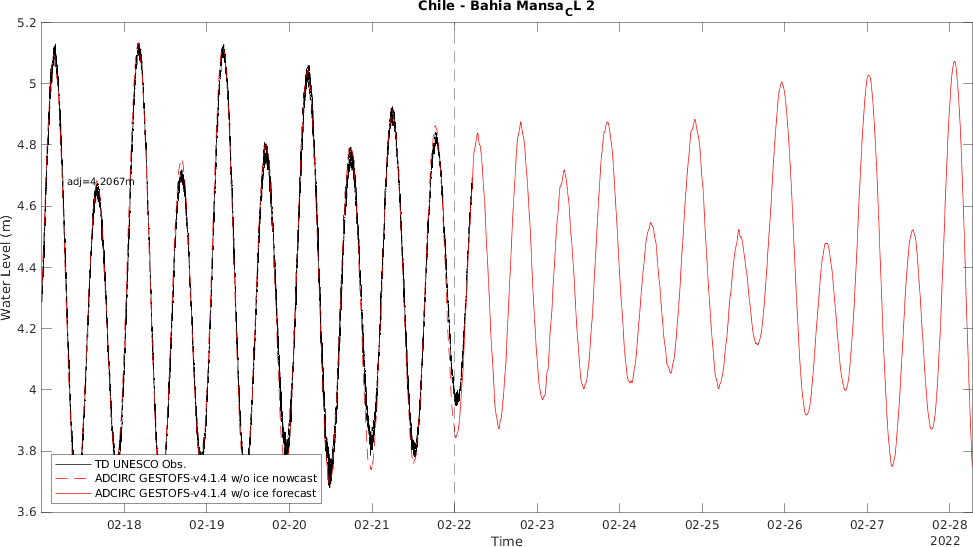 Chile - Bahia MansaCL 2
5.2
5
4.8
4.6
4.4
4.2
4
3.8
3.6
Water Level (m)
adj=4.2067m
TD UNESCO Obs.
ADCIRC GESTOFS-v4.1.4 w/o ice nowcast
ADCIRC GESTOFS-v4.1.4 w/o ice forecast
02-18 02-19 02-20 02-21 02-22 02-23 02-24 02-25 02-26 02-27 02-28
Time
2022